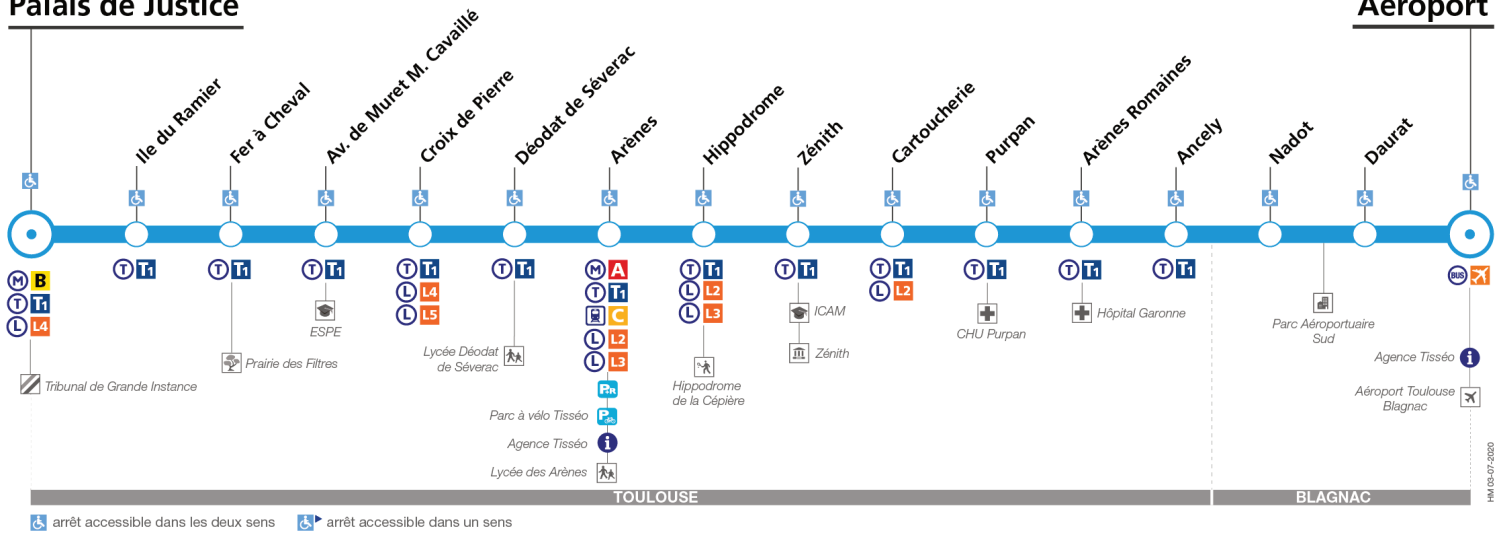 Palais de Justice
Aéroport
Ile du Ramier
Fer à Cheval
Av. de Muret M. Cavaillé
Croix de Pierre
Déodat de Séverac
Arènes
Hippodrome
Zénith
Cartoucherie
Purpan
Arènes Romaines
Ancely
Nadot
Daurat
M B
T T1
L L4
Tribunal de Grande Instance
T T1
T T1
Prairie des Filtres
T T1
ESPE
T T1
L L4
L L5
T T1
Lycée Déodat
de Séverac
M A
T T1
C
L L2
L L3
P+R
Parc à vélo Tisséo
P
Agence Tisséo
i
Lycée des Arènes
T T1
L L2
L L3
Hippodrome
de la Cépière
T T1
ICAM
Zénith
T T1
L L2
T T1
CHU Purpan
T T1
Hôpital Garonne
T T1
Parc Aéroportuaire
Sud
BUS
Agence Tisséo
i
Aéroport Toulouse
Blagnac
TOULOUSE
BLAGNAC
HM 03-07-2020
arrêt accessible dans les deux sens
arrêt accessible dans un sens